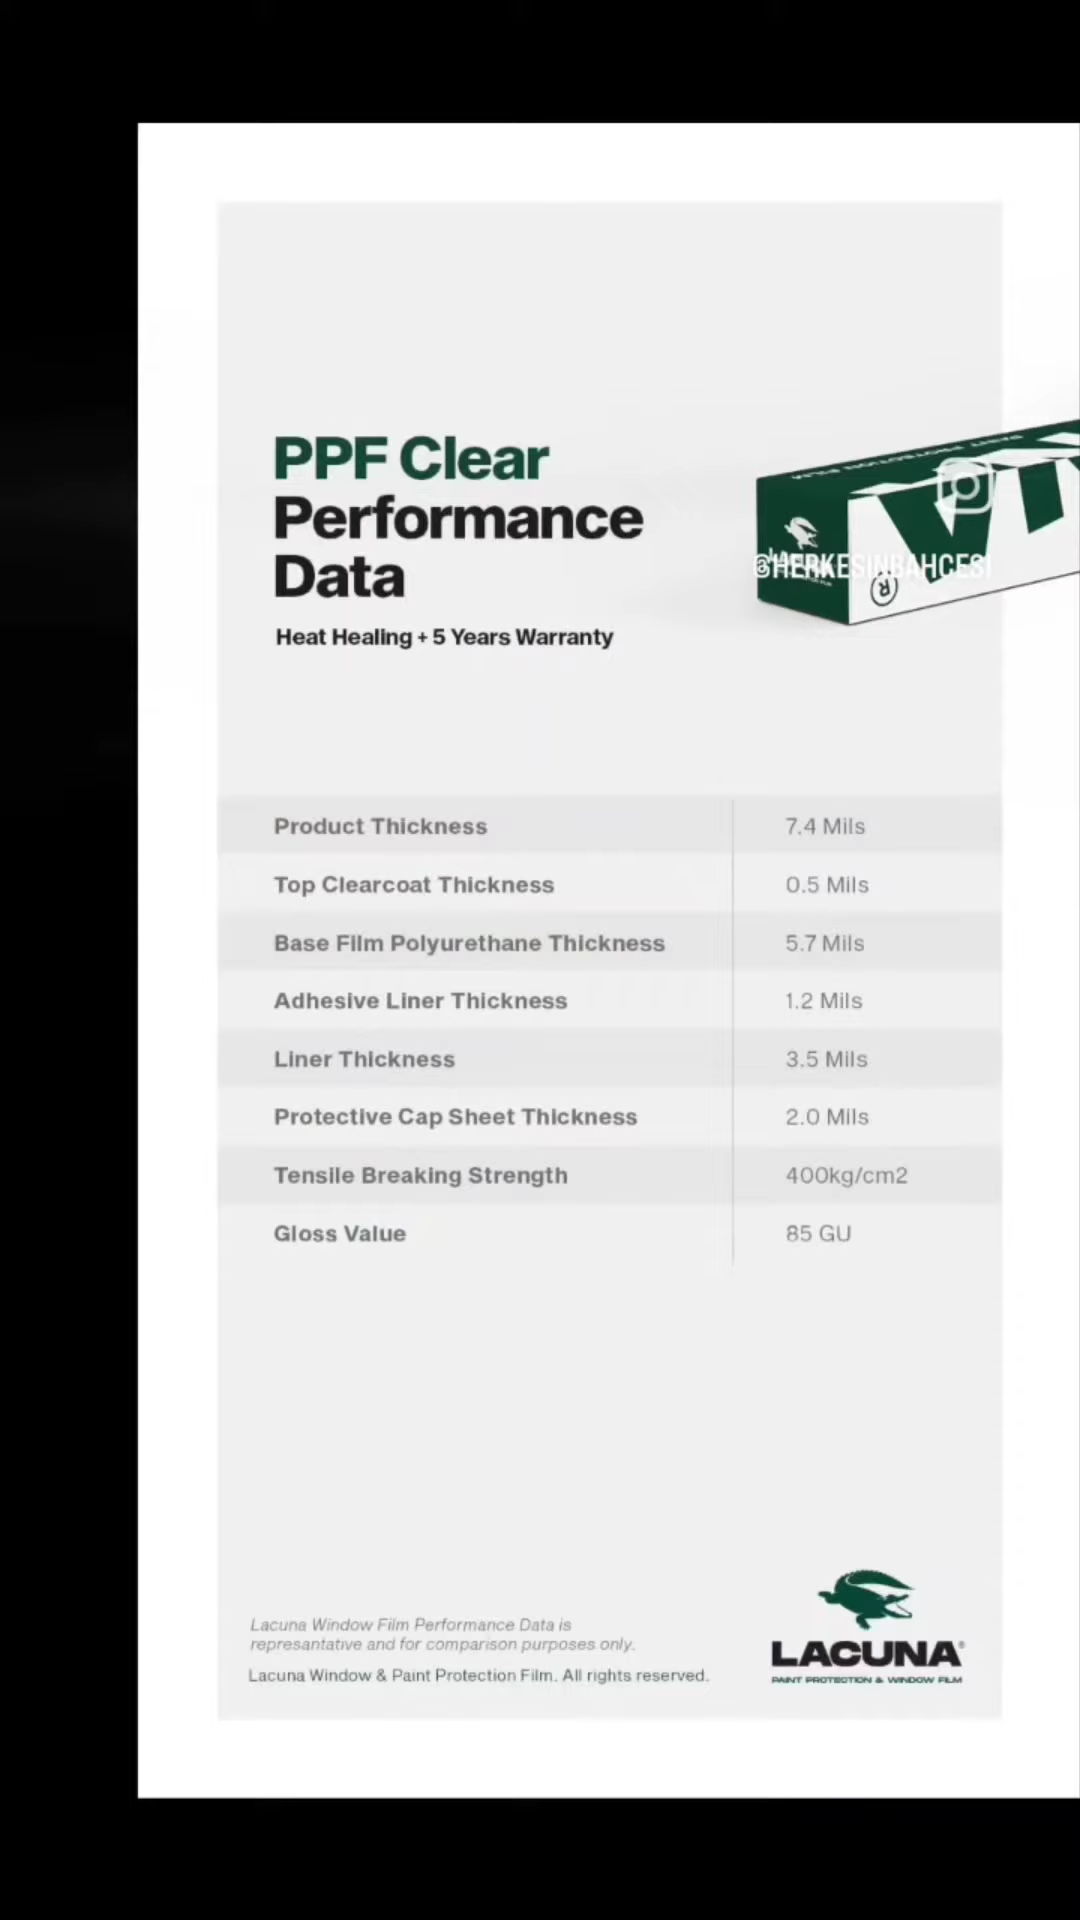 PPF Clear
Performance
Data
Heat Healing + 5 Years Warranty
PAINT PROTECTION FILM
@HERKESINBAHCESI
®
Product Thickness 7.4 Mils
Top Clearcoat Thickness 0.5 Mils
Base Film Polyurethane Thickness 5.7 Mils
Adhesive Liner Thickness 1.2 Mils
Liner Thickness 3.5 Mils
Protective Cap Sheet Thickness 2.0 Mils
Tensile Breaking Strength 400kg/cm2
Gloss Value 85 GU
Lacuna Window Film Performance Data is
represantative and for comparison purposes only.
Lacuna Window & Paint Protection Film. All rights reserved.
LACUNA®
PAINT PROTECTION & WINDOW FILM